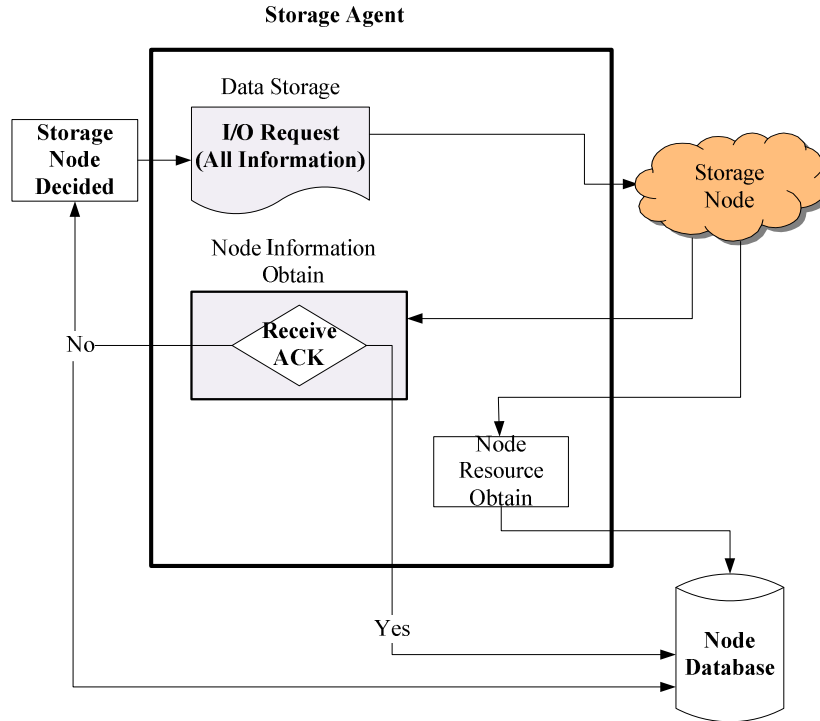 Storage Agent
Data Storage
Storage
Node
Decided
I/O Request
(All Information)
Storage
Node
Node Information
Obtain
Receive
ACK
No
Node
Resource
Obtain
Yes
Node
Database